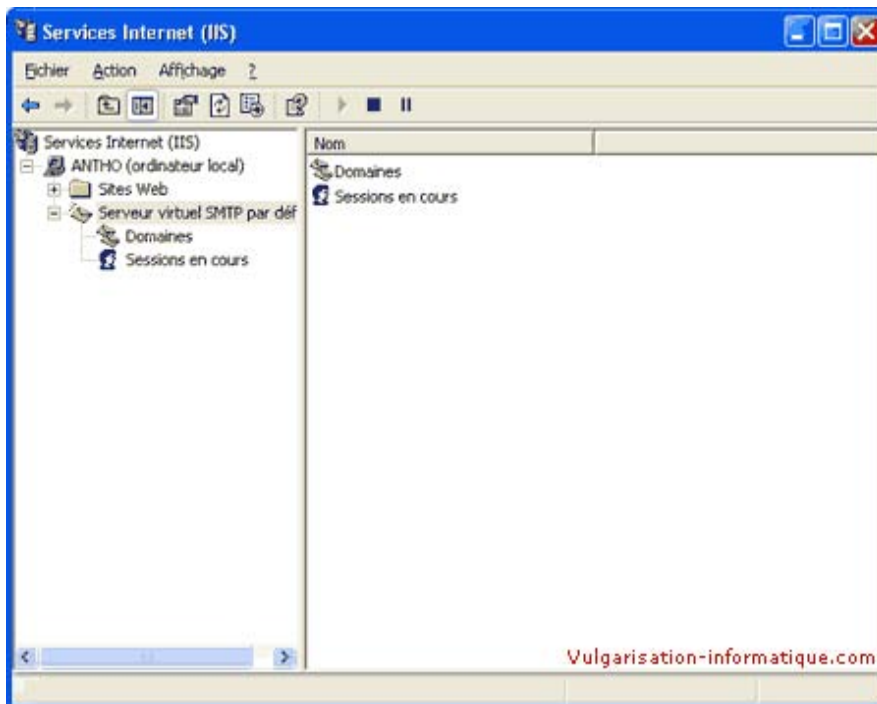 Services Internet (IIS)
Fichier Action Affichage ?
Services Internet (IIS)
ANTHO (ordinateur local)
Sites Web
Serveur virtuel SMTP par déf
Domaines
Sessions en cours
Nom
Domaines
Sessions en cours
Vulgarisation-informatique.com